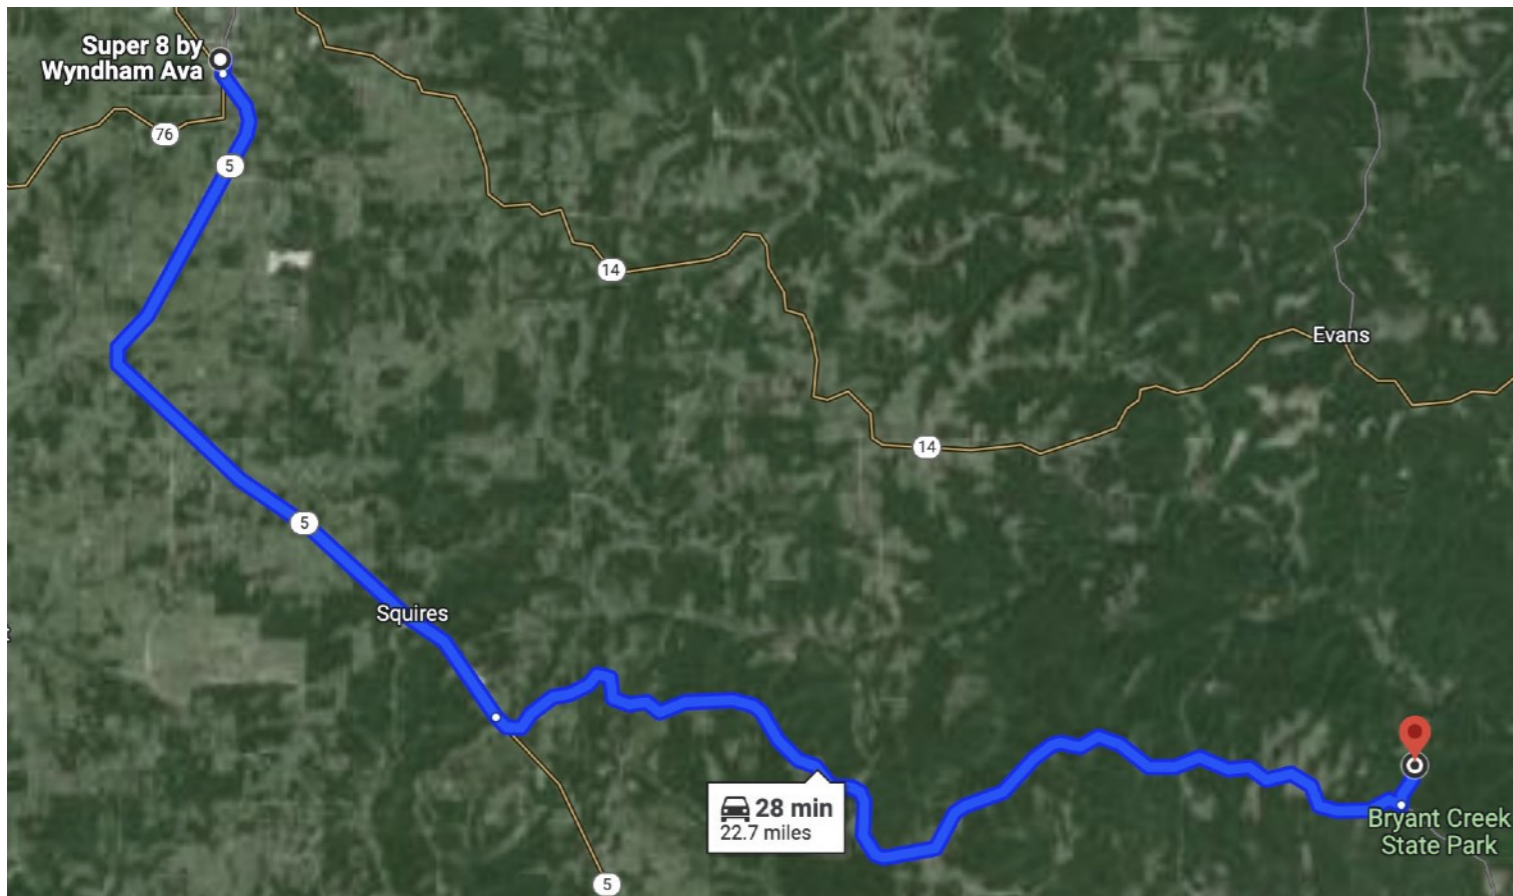 Super 8 by
Wyndham Ava
76
5
14
Evans
14
5
Squires
28 min
22.7 miles
Bryant Creek
State Park
5